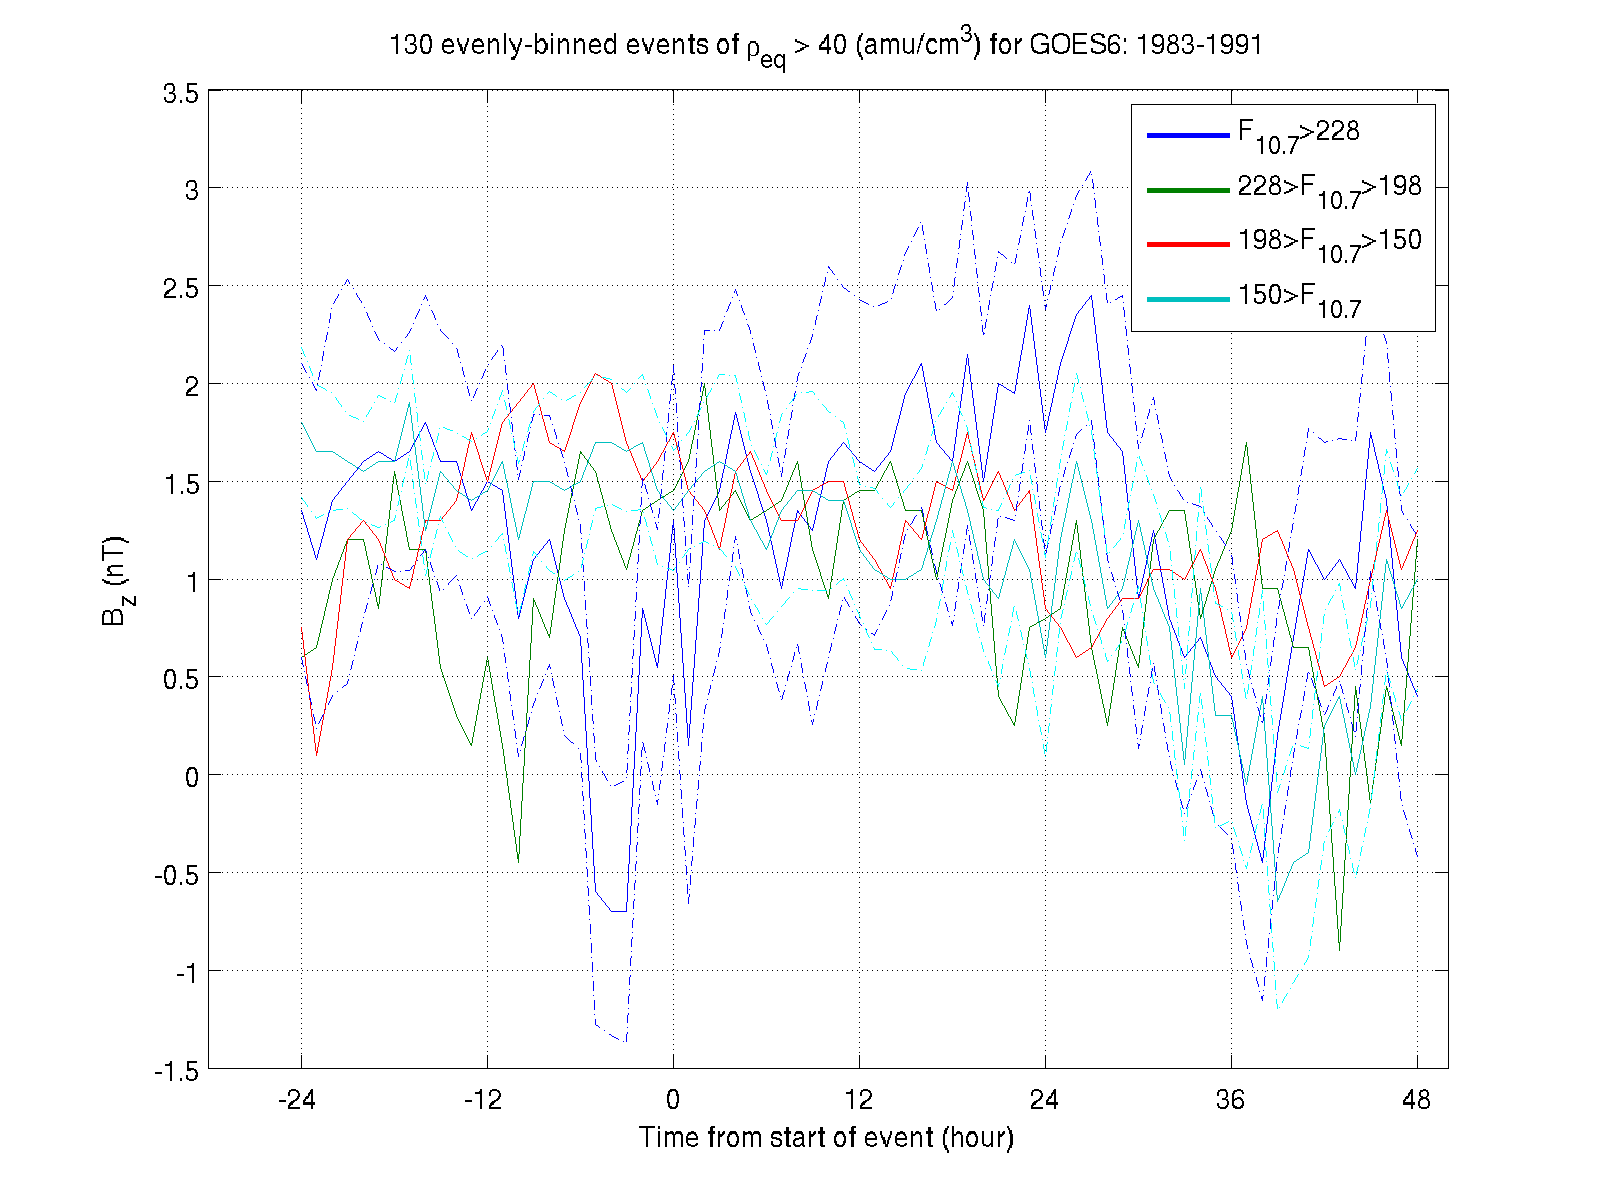 130 evenly-binned events of ρeq > 40 (amu/cm3) for GOES6: 1983-1991
3.5
3
2.5
2
1.5
1
0.5
0
-0.5
-1
-1.5
Bz (nT)
F10.7>228
228>F10.7>198
198>F10.7>150
150>F10.7
-24
-12
0
12
24
36
48
Time from start of event (hour)